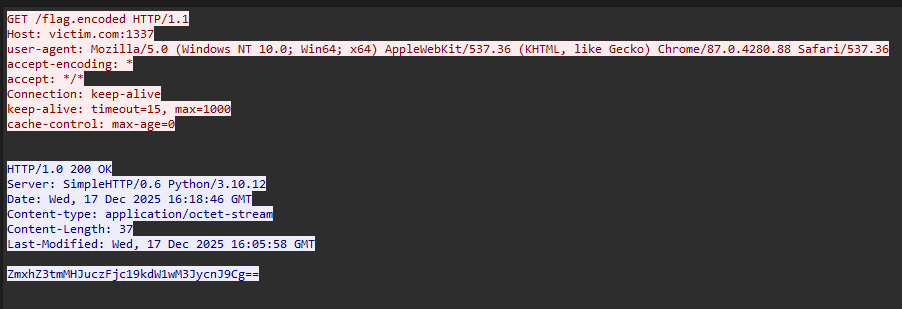 GET /flag.encoded HTTP/1.1
Host: victim.com:1337
user-agent: Mozilla/5.0 (Windows NT 10.0; Win64; x64) AppleWebKit/537.36 (KHTML, like Gecko) Chrome/87.0.4280.88 Safari/537.36
accept-encoding: *
accept: */*
Connection: keep-alive
keep-alive: timeout=15, max=1000
cache-control: max-age=0
HTTP/1.0 200 OK
Server: SimpleHTTP/0.6 Python/3.10.12
Date: Wed, 17 Dec 2025 16:18:46 GMT
Content-type: application/octet-stream
Content-Length: 37
Last-Modified: Wed, 17 Dec 2025 16:05:58 GMT
ZmxhZ3tmMHJuczFjc19kdW1wM3JycnJ9Cg==